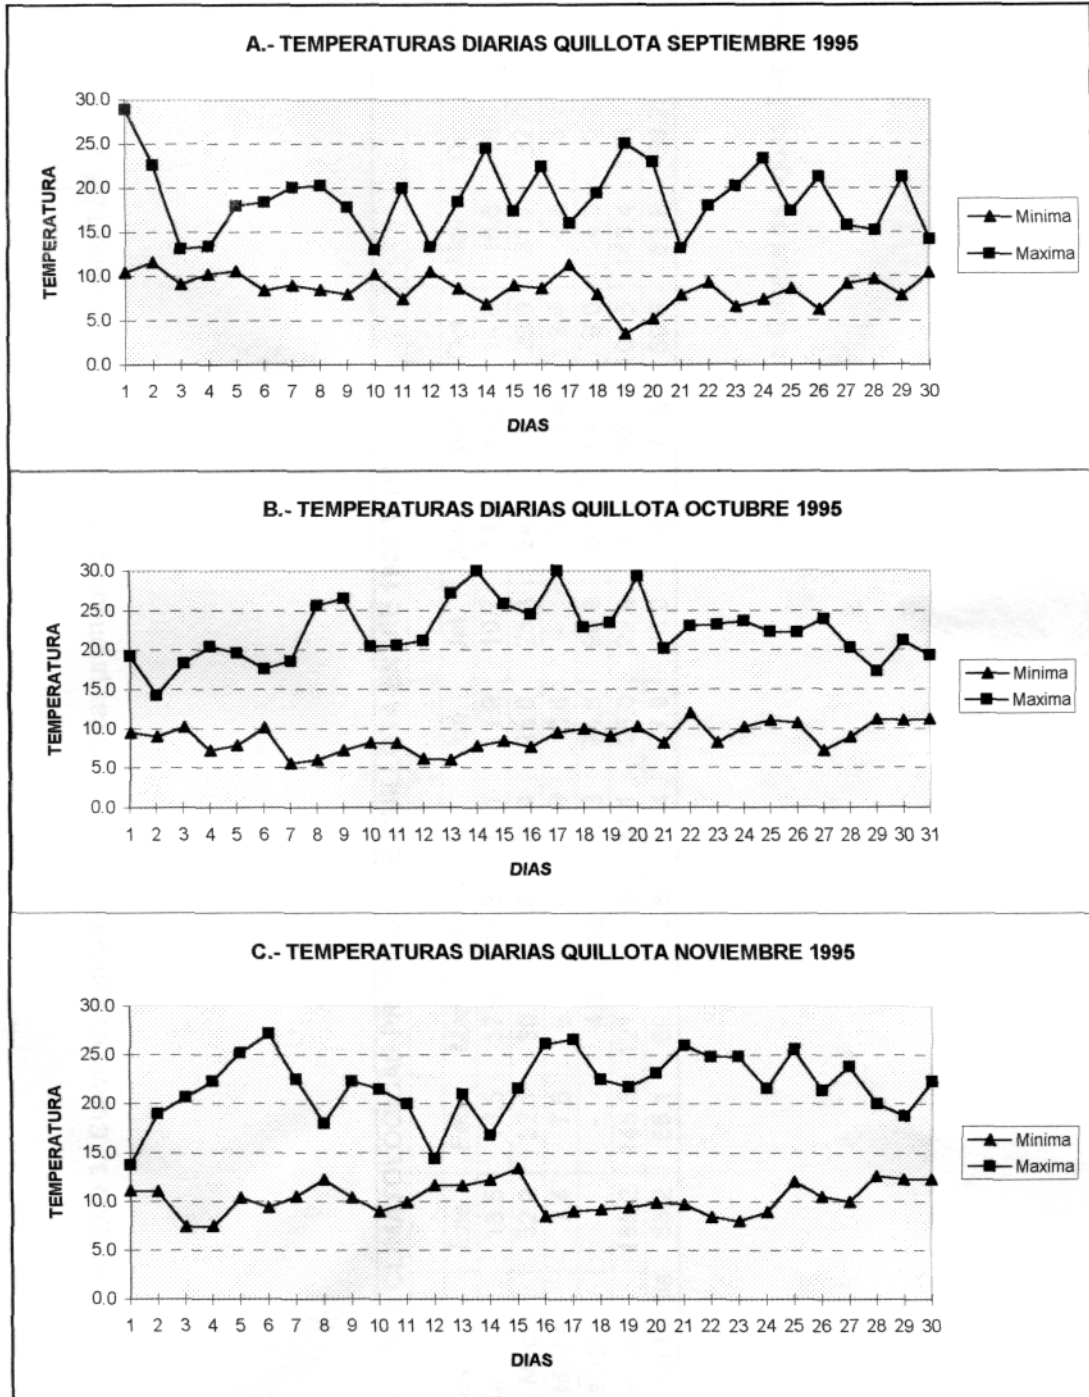 A.- TEMPERATURAS DIARIAS QUILLOTA SEPTIEMBRE 1995
30.0
25.0
20.0
15.0
10.0
5.0
0.0
TEMPERATURA
1 2 3 4 5 6 7 8 9 10 11 12 13 14 15 16 17 18 19 20 21 22 23 24 25 26 27 28 29 30
DIAS
Minima
Maxima
B.- TEMPERATURAS DIARIAS QUILLOTA OCTUBRE 1995
30.0
25.0
20.0
15.0
10.0
5.0
0.0
TEMPERATURA
1 2 3 4 5 6 7 8 9 10 11 12 13 14 15 16 17 18 19 20 21 22 23 24 25 26 27 28 29 30 31
DIAS
Minima
Maxima
C.- TEMPERATURAS DIARIAS QUILLOTA NOVIEMBRE 1995
30.0
25.0
20.0
15.0
10.0
5.0
0.0
TEMPERATURA
1 2 3 4 5 6 7 8 9 10 11 12 13 14 15 16 17 18 19 20 21 22 23 24 25 26 27 28 29 30
DIAS
Minima
Maxima